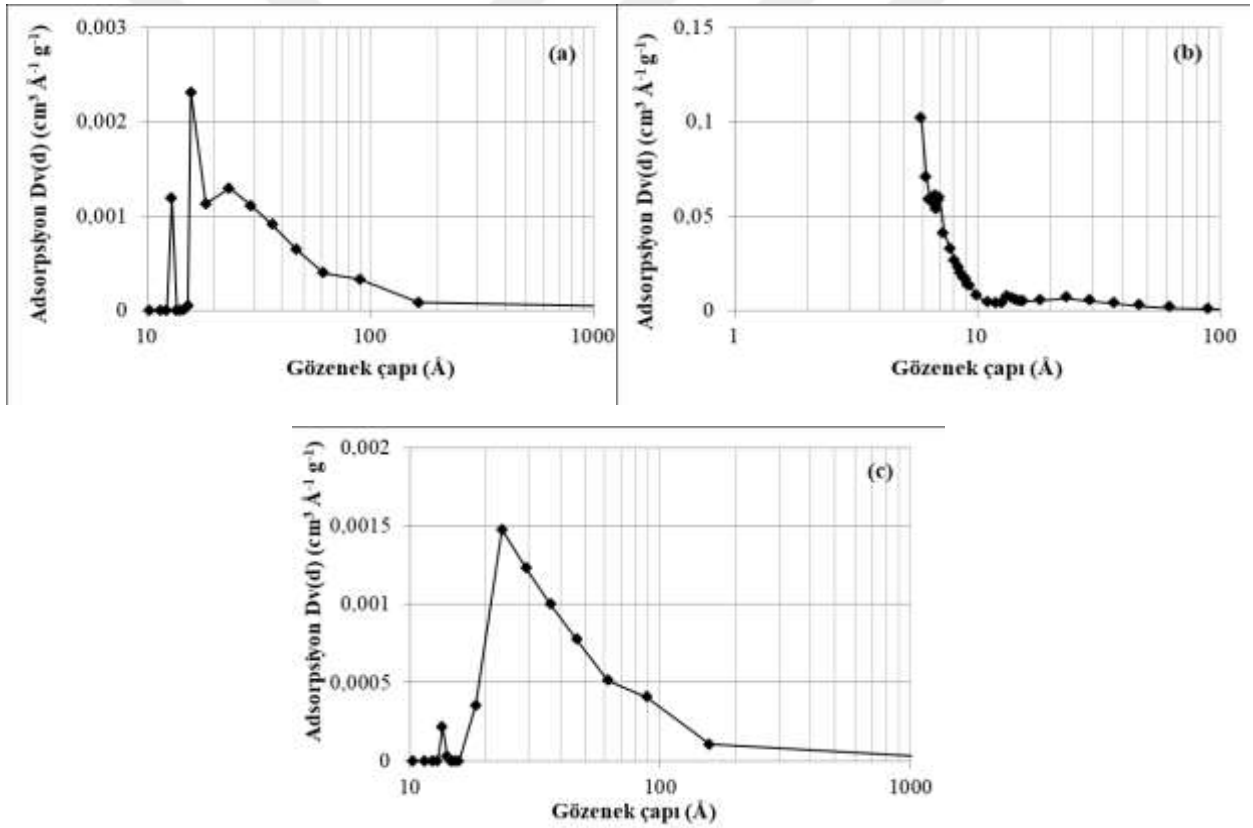 Adsorpsiyon Dv(d) (cm³ Å⁻¹ g⁻¹)
0.003
0,002
0,001
0
10
100
1000
Gözenek çapı (Å)
(a)
Adsorpsiyon Dv(d) (cm³ Å⁻¹g⁻¹)
0.15
0.1
0.05
0
1
10
100
Gözenek çapı (Å)
(b)
Adsorpsiyon Dv(d) (cm³ Å⁻¹ g⁻¹)
0.002
0,0015
0,001
0,0005
0
10
100
1000
Gözenek çapı (Å)
(c)